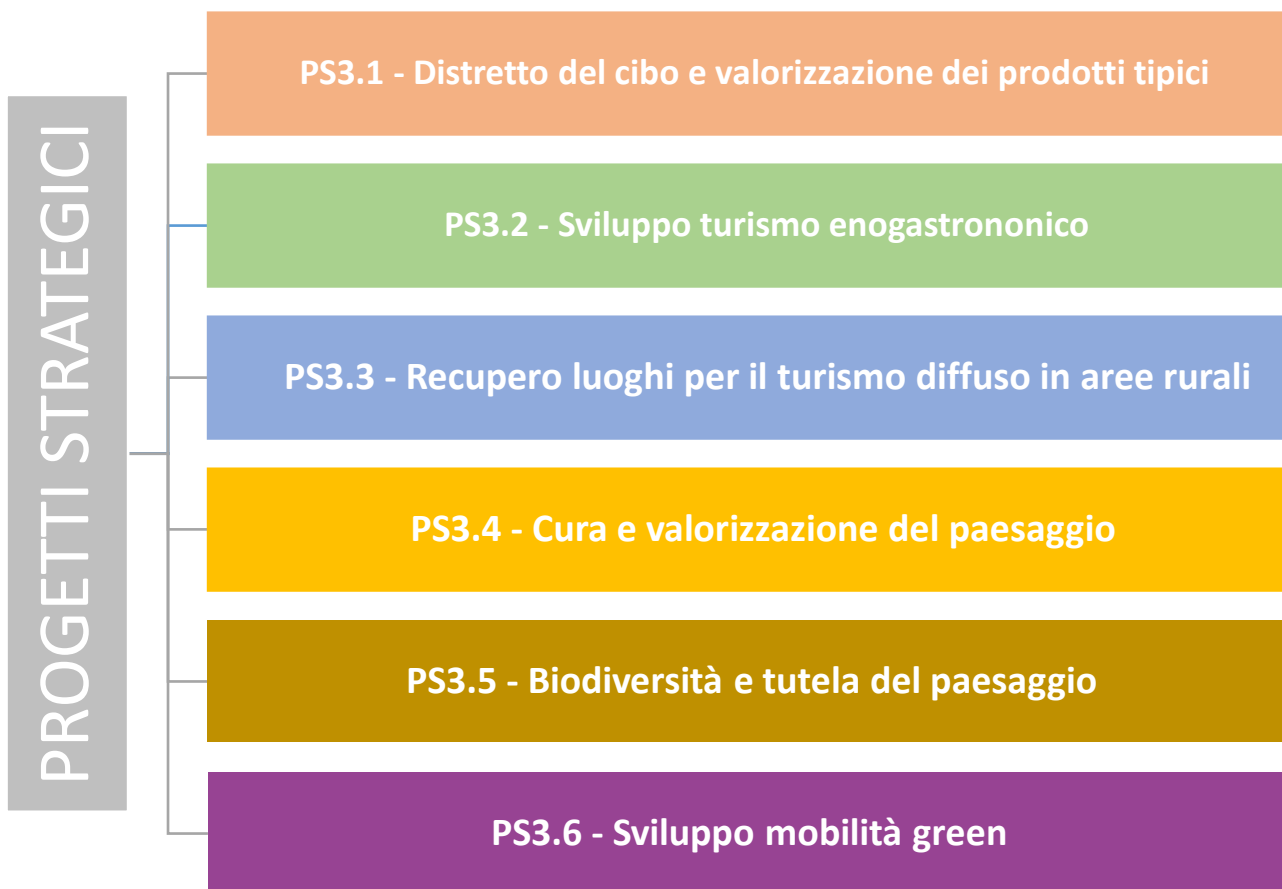 PROGETTI STRATEGICI
PS3.1 - Distretto del cibo e valorizzazione dei prodotti tipici
PS3.2 - Sviluppo turismo enogastrononico
PS3.3 - Recupero luoghi per il turismo diffuso in aree rurali
PS3.4 - Cura e valorizzazione del paesaggio
PS3.5 - Biodiversità e tutela del paesaggio
PS3.6 - Sviluppo mobilità green